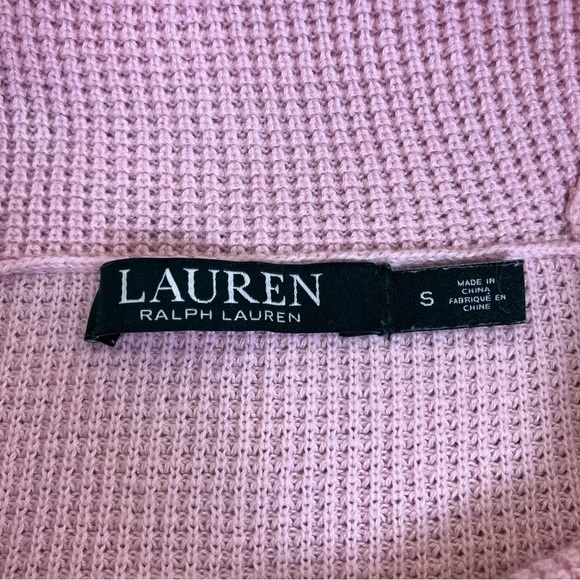 LAUREN
RALPH LAUREN
S
MADE IN
CHINA
FABRIQUÉ EN
CHINE